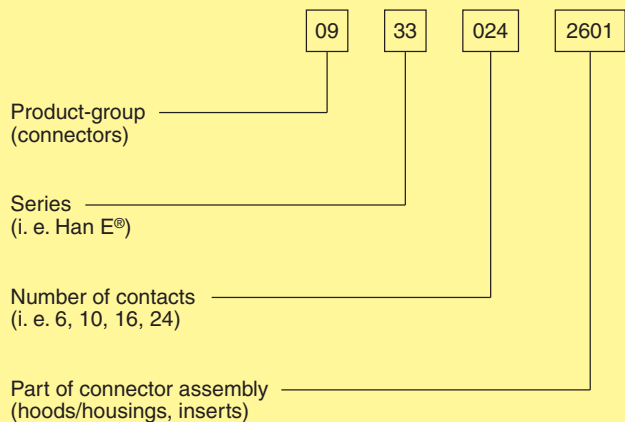 09 33 024 2601
Product-group
(connectors)
Series
(i. e. Han E®)
Number of contacts
(i. e. 6, 10, 16, 24)
Part of connector assembly
(hoods/housings, inserts)